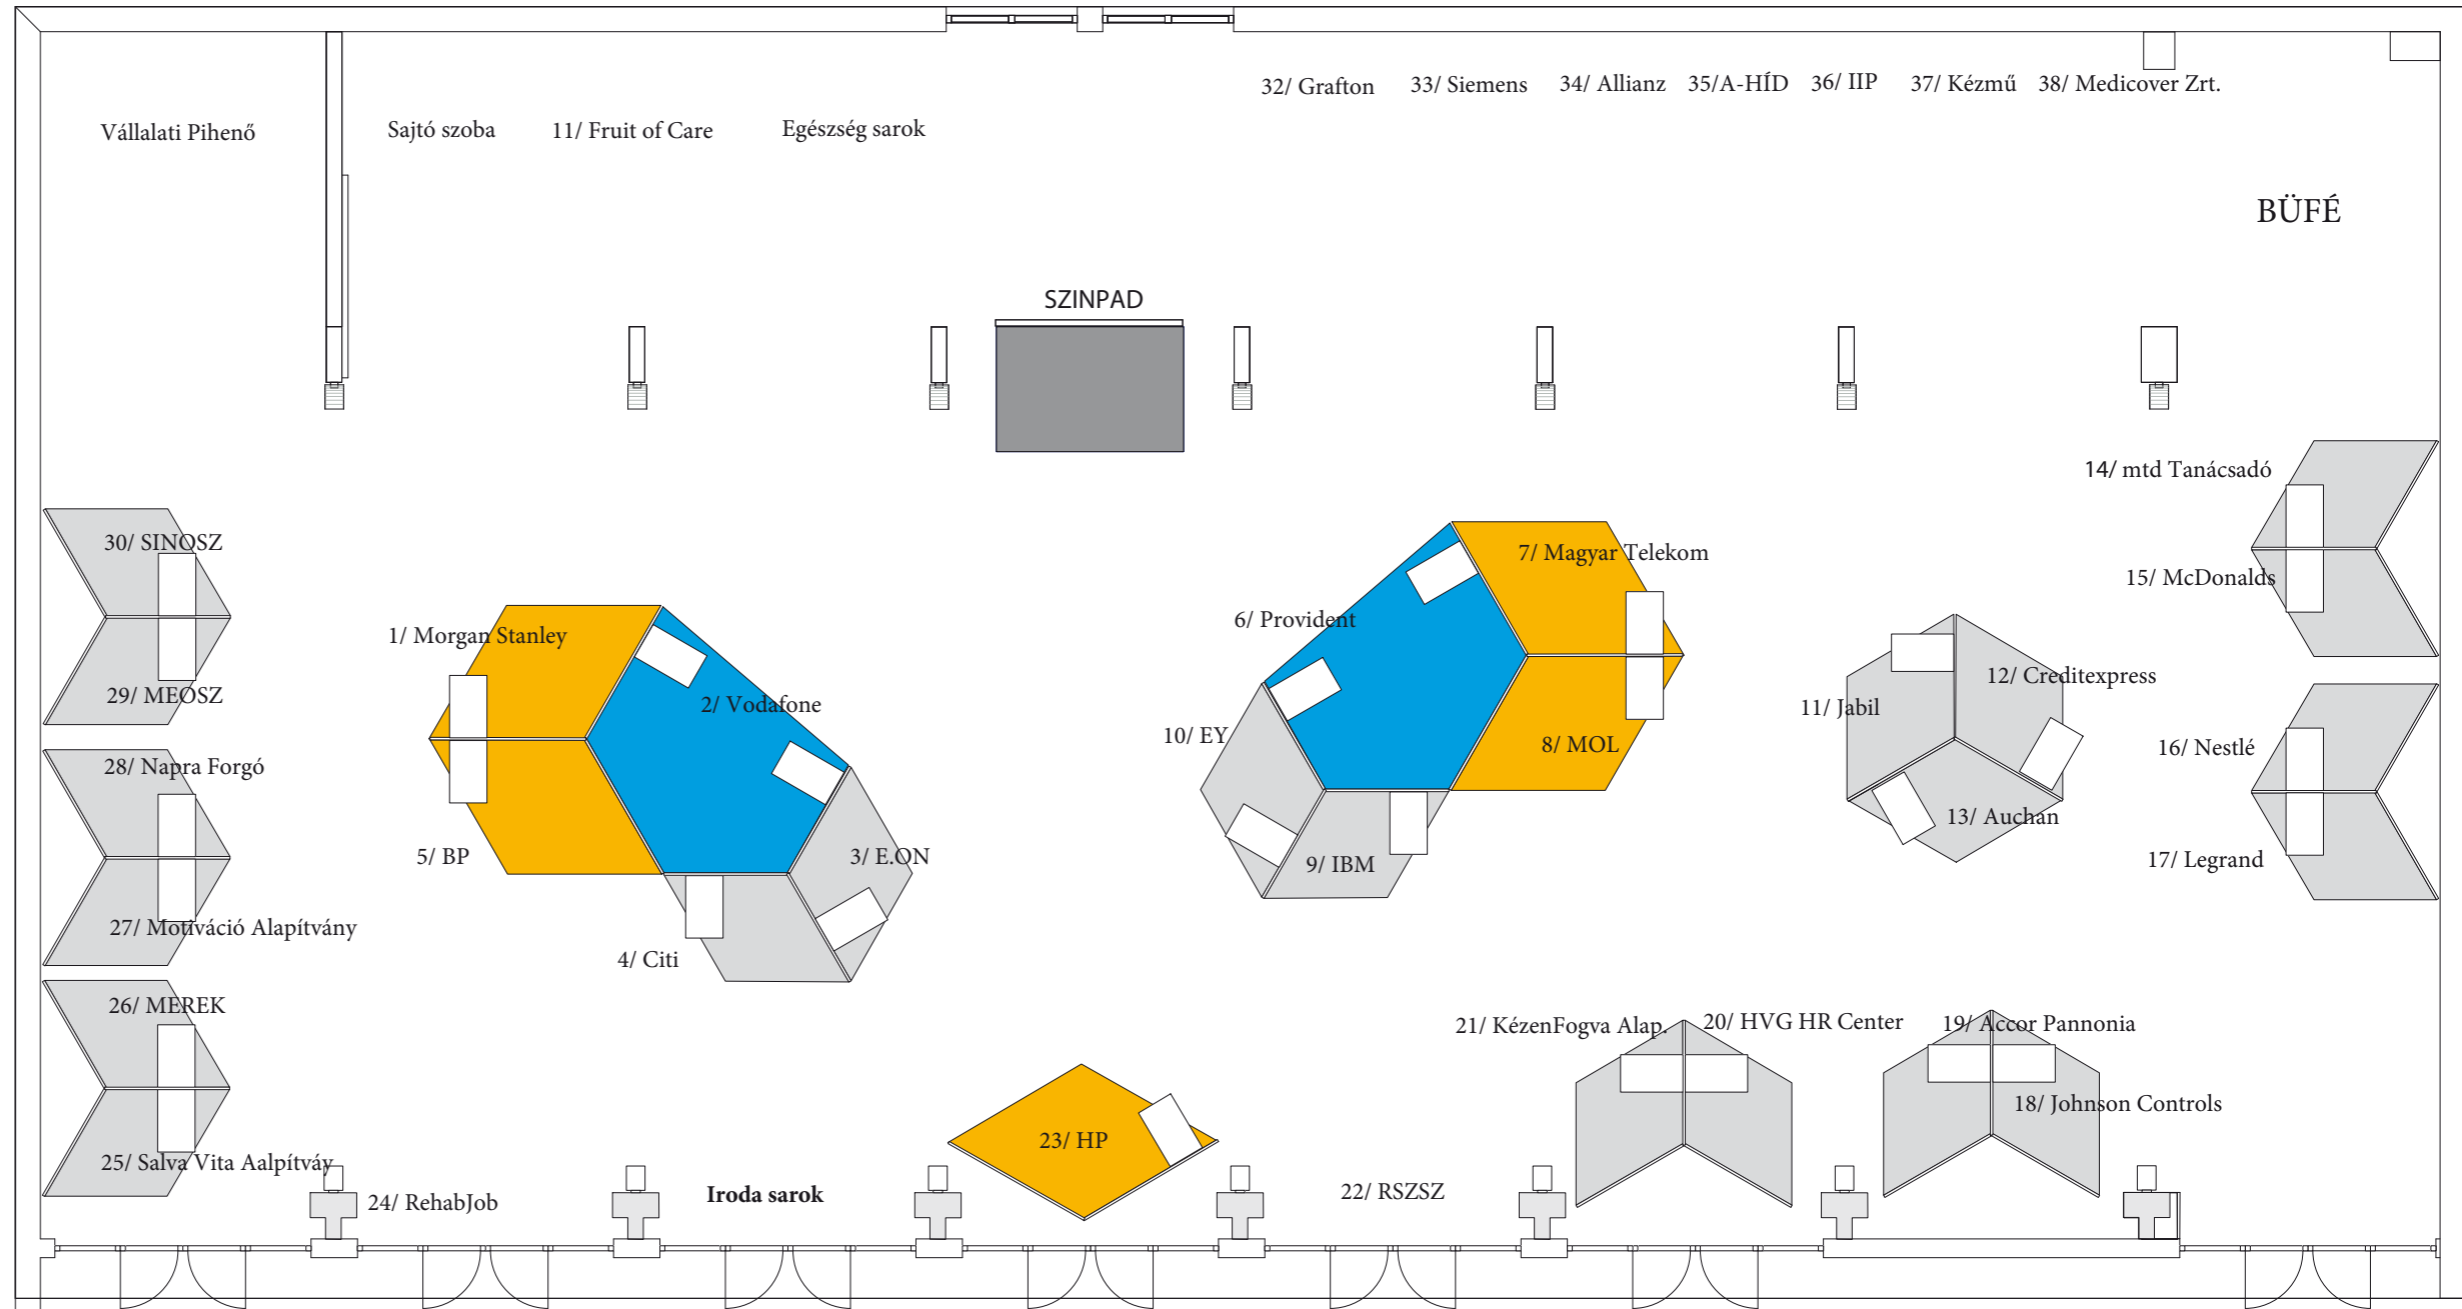 32/ Grafton
33/ Siemens
34/ Allianz
35/A-HÍD
36/ IIP
37/ Kézmű
38/ Medicover Zrt.
Vállalati Pihenő
Sajtó szoba
11/ Fruit of Care
Egészség sarok
BÜFÉ
SZINPAD
14/ mtd Tanácsadó
30/ SINOSZ
7/ Magyar Telekom
15/ McDonalds
6/ Provident
1/ Morgan Stanley
12/ Creditexpress
29/ MEOSZ
2/ Vodafone
11/ Jabil
10/ EY
8/ MOL
16/ Nestlé
28/ Napra Forgó
13/ Auchan
5/ BP
3/ E.ON
9/ IBM
17/ Legrand
27/ Motiváció Alapítvány
4/ Citi
26/ MEREK
21/ KézenFogva Alap.
20/ HVG HR Center
19/ Accor Pannonia
18/ Johnson Controls
23/ HP
25/ Salva Vita Aalpítváy
24/ RehabJob
Iroda sarok
22/ RSZSZ